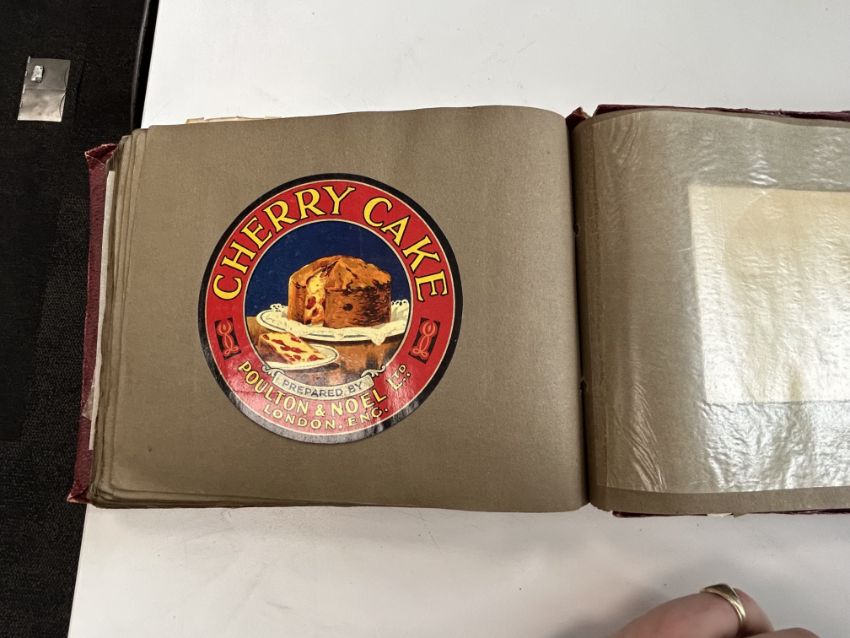 CHERRY CAKE
PREPARED BY
POULTON & NOEL LTD.
LONDON, ENG.